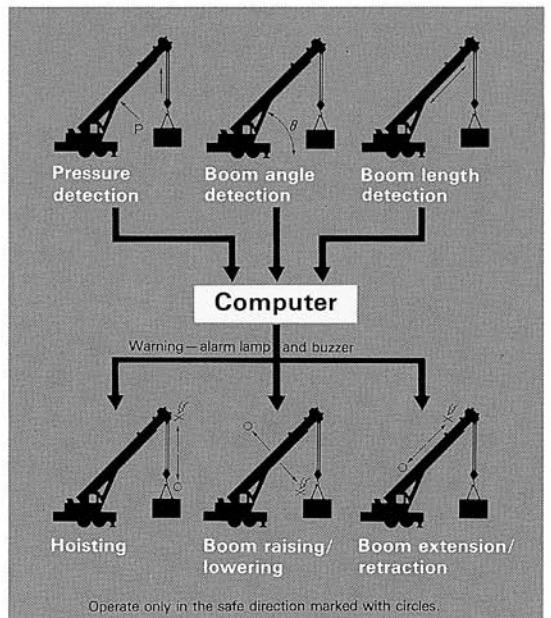 P
θ
Pressure
detection
Boom angle
detection
Boom length
detection
Computer
Warning—alarm lamp and buzzer
Hoisting
Boom raising/
lowering
Boom extension/
retraction
Operate only in the safe direction marked with circles.